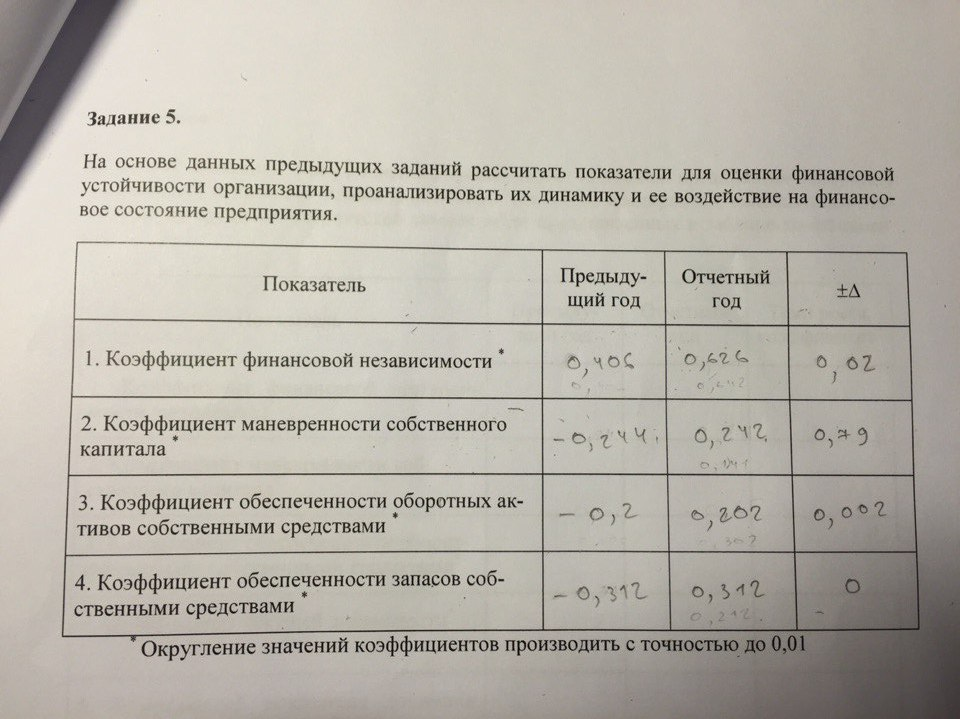 Задание 5.
На основе данных предыдущих заданий рассчитать показатели для оценки финансовой
устойчивости организации, проанализировать их динамику и ее воздействие на финансо-
вое состояние предприятия.
Показатель
Предыду-
щий год
Отчетный
год
±Δ
1. Коэффициент финансовой независимости *
0,406
0,626
0,02
2. Коэффициент маневренности собственного
капитала *
-0,244
0,242
0,79
3. Коэффициент обеспеченности оборотных ак-
тивов собственными средствами *
- 0,2
0,202
0,002
4. Коэффициент обеспеченности запасов соб-
ственными средствами *
-0,312
0,312
0
* Округление значений коэффициентов производить с точностью до 0,01